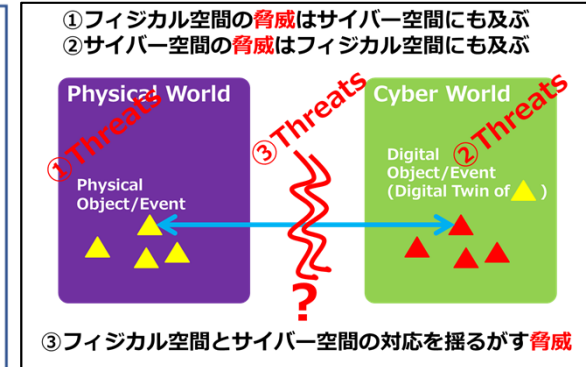 ①フィジカル空間の脅威はサイバー空間にも及ぶ
②サイバー空間の脅威はフィジカル空間にも及ぶ
Physical World
①Threats
Physical
Object/Event
③Threats
?
Cyber World
②Threats
Digital
Object/Event
(Digital Twin of )
③フィジカル空間とサイバー空間の対応を揺るがす脅威